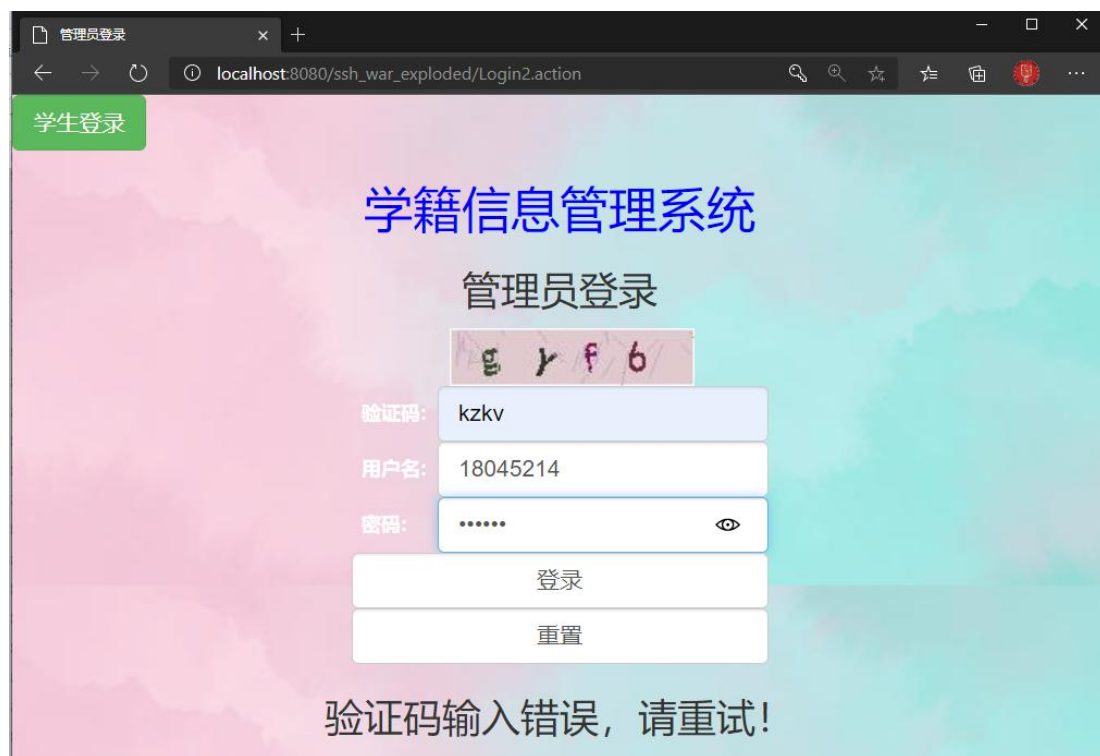 管理员登录
localhost:8080/ssh_war_exploded/Login2.action
学生登录
学籍信息管理系统
管理员登录
g y f 6
验证码: kzkv
用户名: 18045214
密码: ••••••
登录
重置
验证码输入错误，请重试!